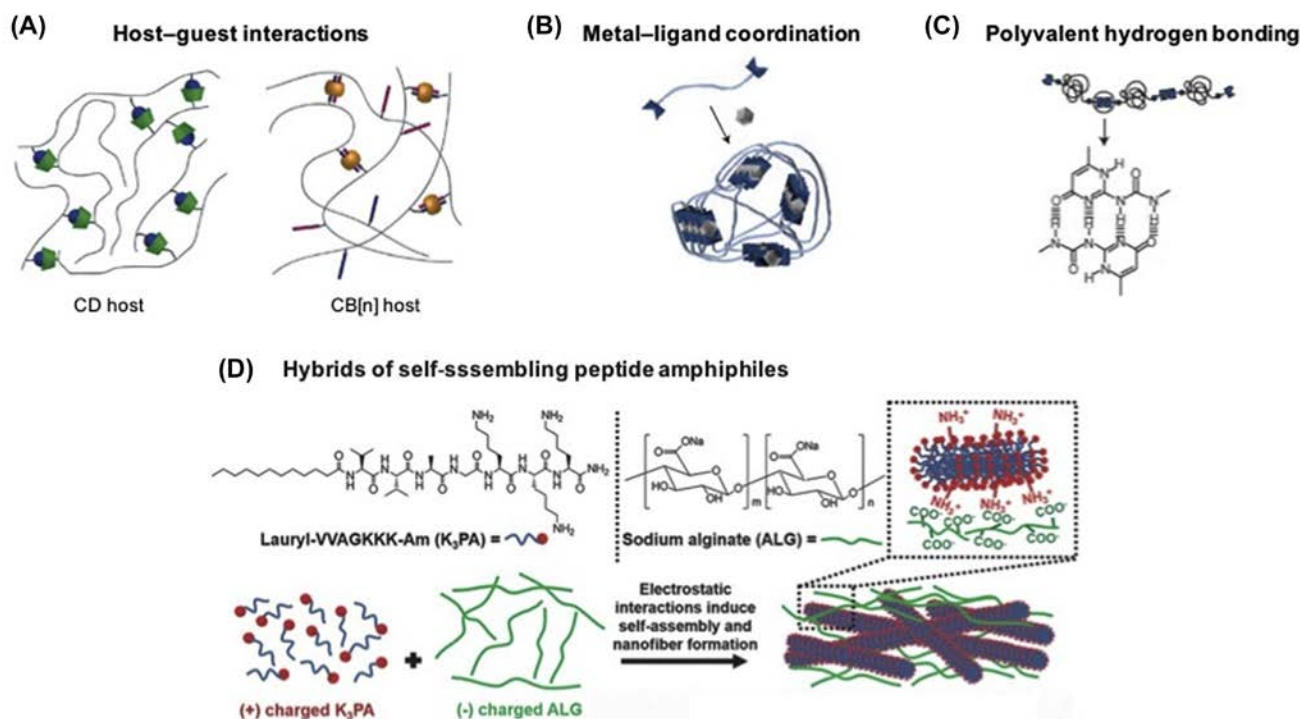 (A)
Host–guest interactions
CD host
CB[n] host
(B)
Metal–ligand coordination
(C)
Polyvalent hydrogen bonding
N
H
O
N
N
O
N
H
H
H
H
H
N
N
N
O
O
N
H
(D)
Hybrids of self-sssembling peptide amphiphiles
NH₂
NH₂
O
H
N
O
H
N
O
H
N
O
H
N
NH₂
N
H
O
N
H
O
N
H
O
N
H
O
NH₂
Lauryl-VVAGKKK-Am (K₃PA) =
ONa
O
O
HO
OH
m
ONa
O
O
O
HO
OH
n
Sodium alginate (ALG) =
NH₃⁺
NH₃⁺
NH₃⁺
NH₃⁺
NH₃⁺
COO⁻
COO⁻
COO⁻
COO⁻
COO⁻
COO⁻
COO⁻
Electrostatic
interactions induce
self-assembly and
nanofiber formation
(+) charged K₃PA
+
(-) charged ALG